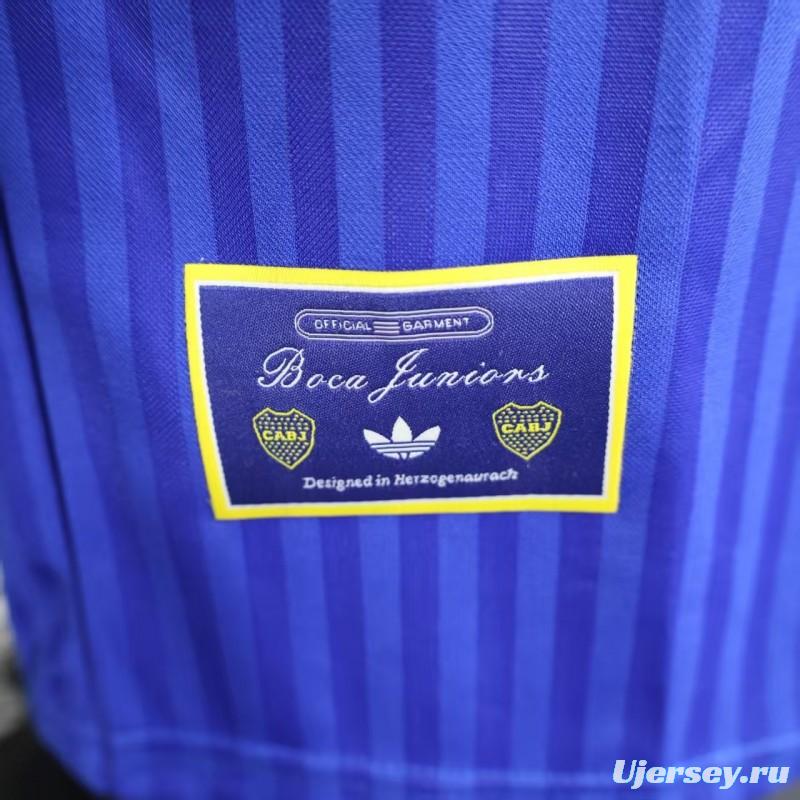 OFFICIAL GARMENT
Boca Juniors
CABJ CABJ
Designed in Herzogenaurach
Ujersey.ru